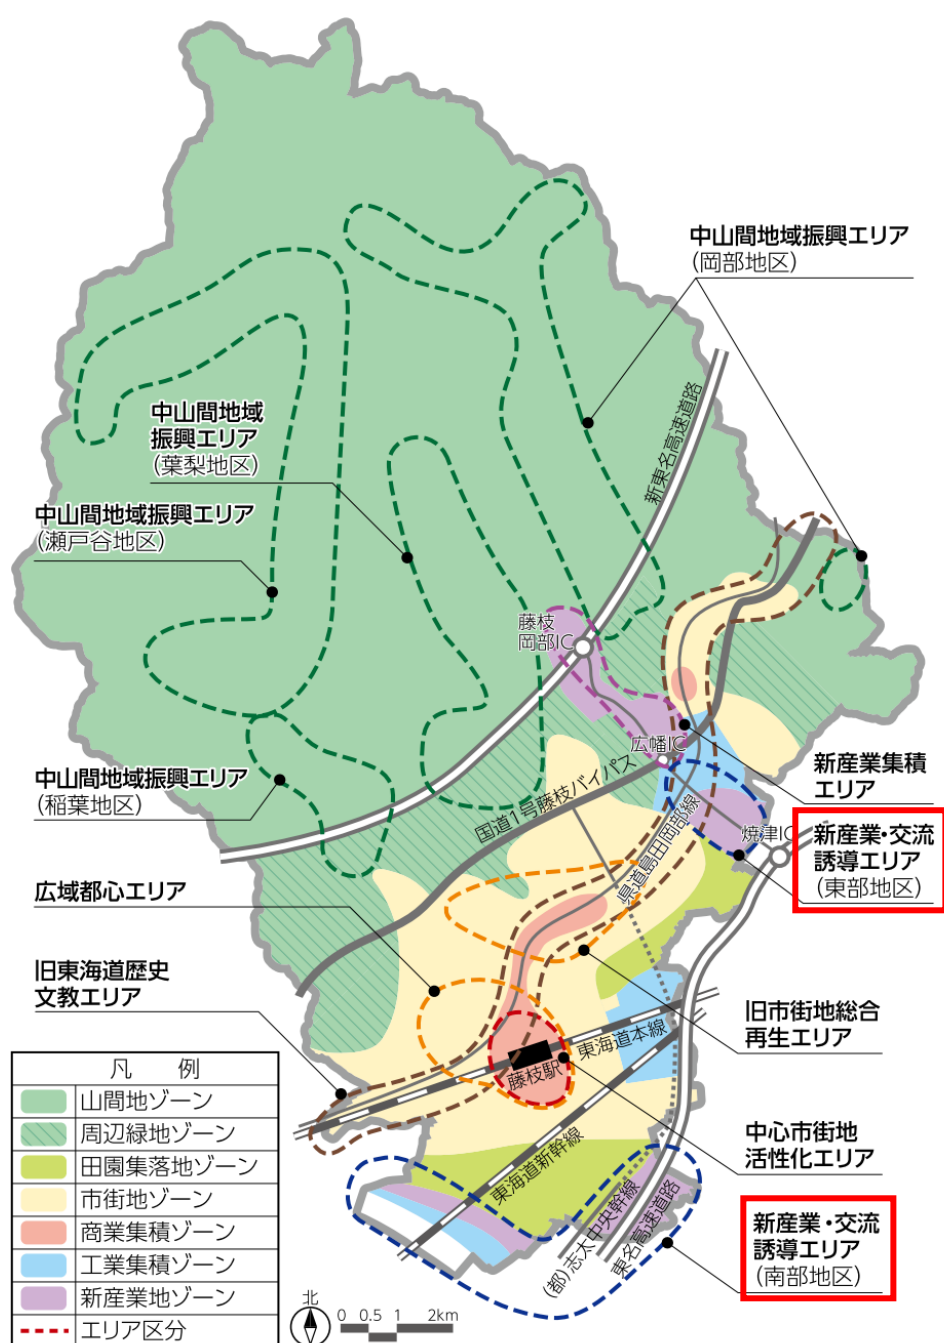 中山間地域振興エリア
(岡部地区)
新東名高速道路
中山間地域
振興エリア
(葉梨地区)
中山間地域振興エリア
(瀬戸谷地区)
藤枝
岡部IC
広幡IC
中山間地域振興エリア
(稲葉地区)
国道1号藤枝バイパス
新産業集積
エリア
焼津IC
新産業・交流
誘導エリア
(東部地区)
県道島田岡部線
広域都心エリア
旧東海道歴史
文教エリア
旧市街地総合
再生エリア
東海道本線
藤枝駅
中心市街地
活性化エリア
東海道新幹線
(都)志太中央幹線
東名高速道路
新産業・交流
誘導エリア
(南部地区)
凡 例
山間地ゾーン
周辺緑地ゾーン
田園集落地ゾーン
市街地ゾーン
商業集積ゾーン
工業集積ゾーン
新産業地ゾーン
エリア区分
北
0 0.5 1 2km